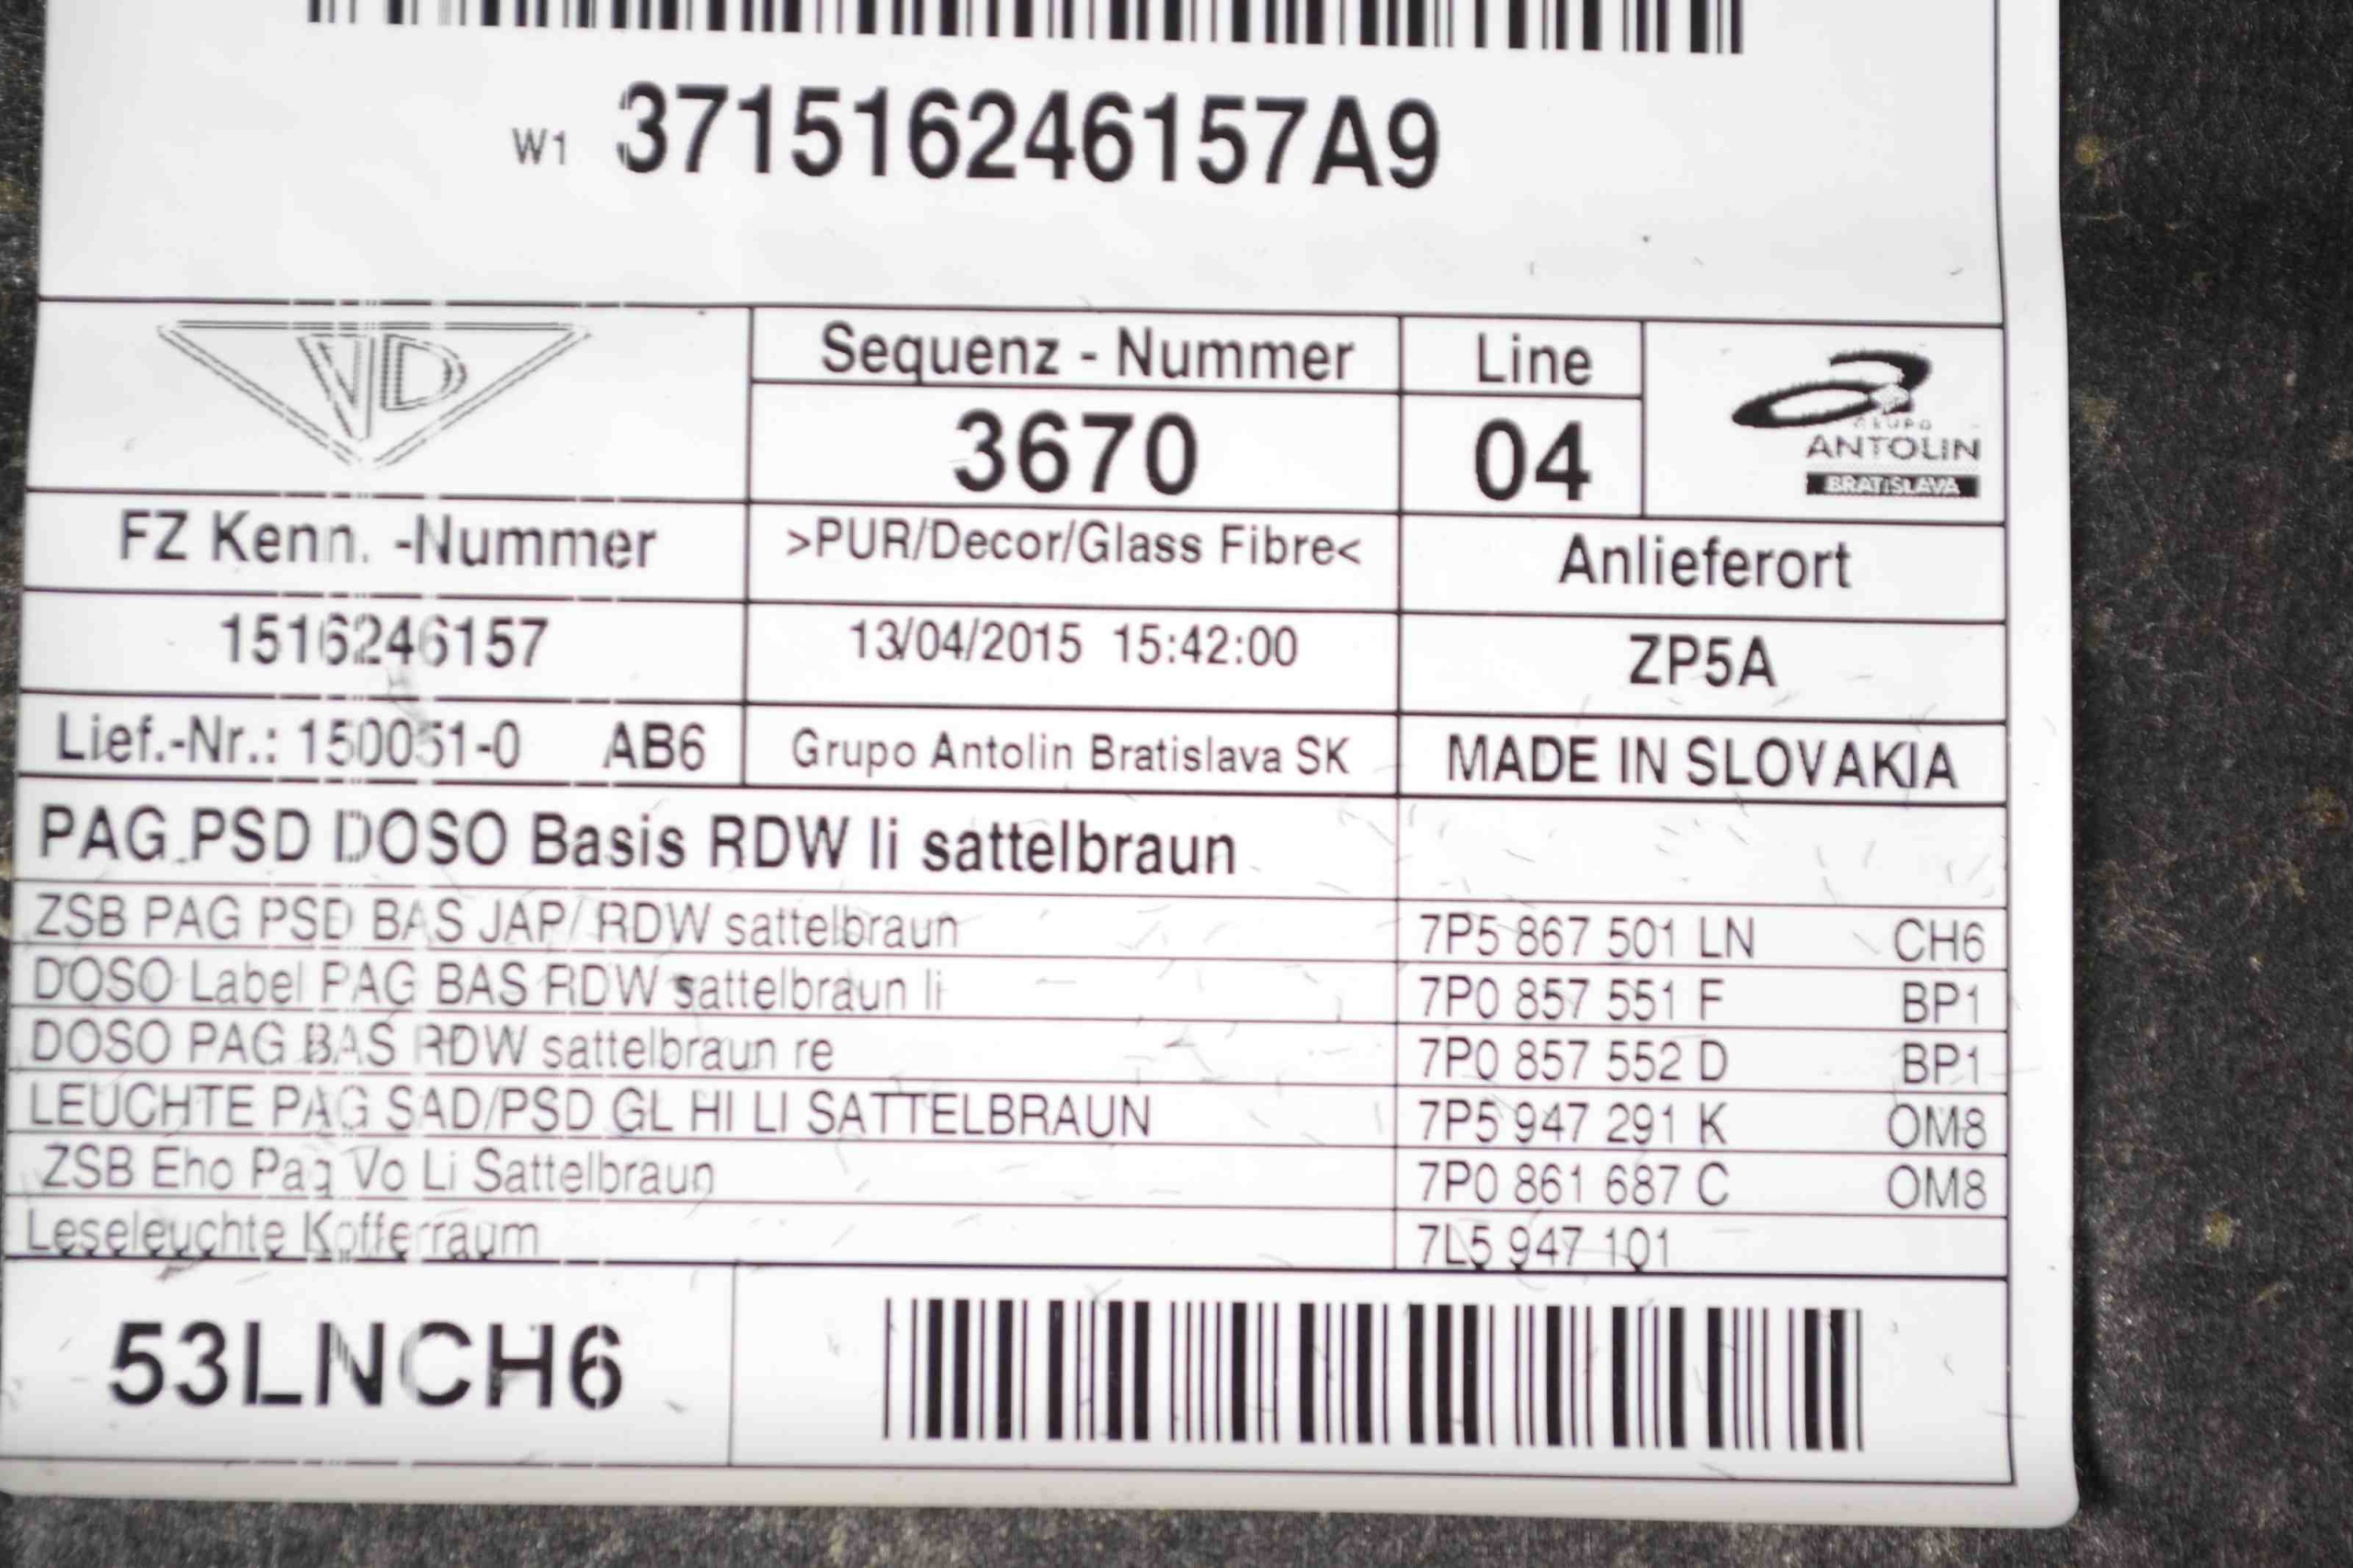 W1 371516246157A9
VD
Sequenz - Nummer
Line
3670
04
GRUPO
ANTOLIN
BRATISLAVA
FZ Kenn. -Nummer
>PUR/Decor/Glass Fibre<
Anlieferort
1516246157
13/04/2015 15:42:00
ZP5A
Lief.-Nr.: 150051-0 AB6
Grupo Antolin Bratislava SK
MADE IN SLOVAKIA
PAG PSD DOSO Basis RDW li sattelbraun
ZSB PAG PSD BAS JAP/ RDW sattelbraun 7P5 867 501 LN CH6
DOSO Label PAG BAS RDW sattelbraun li 7P0 857 551 F BP1
DOSO PAG BAS RDW sattelbraun re 7P0 857 552 D BP1
LEUCHTE PAG SAD/PSD GL HI LI SATTELBRAUN 7P5 947 291 K OM8
ZSB Eho Pag Vo Li Sattelbraun 7P0 861 687 C OM8
Leseleuchte Kofferraum 7L5 947 101
53LNCH6